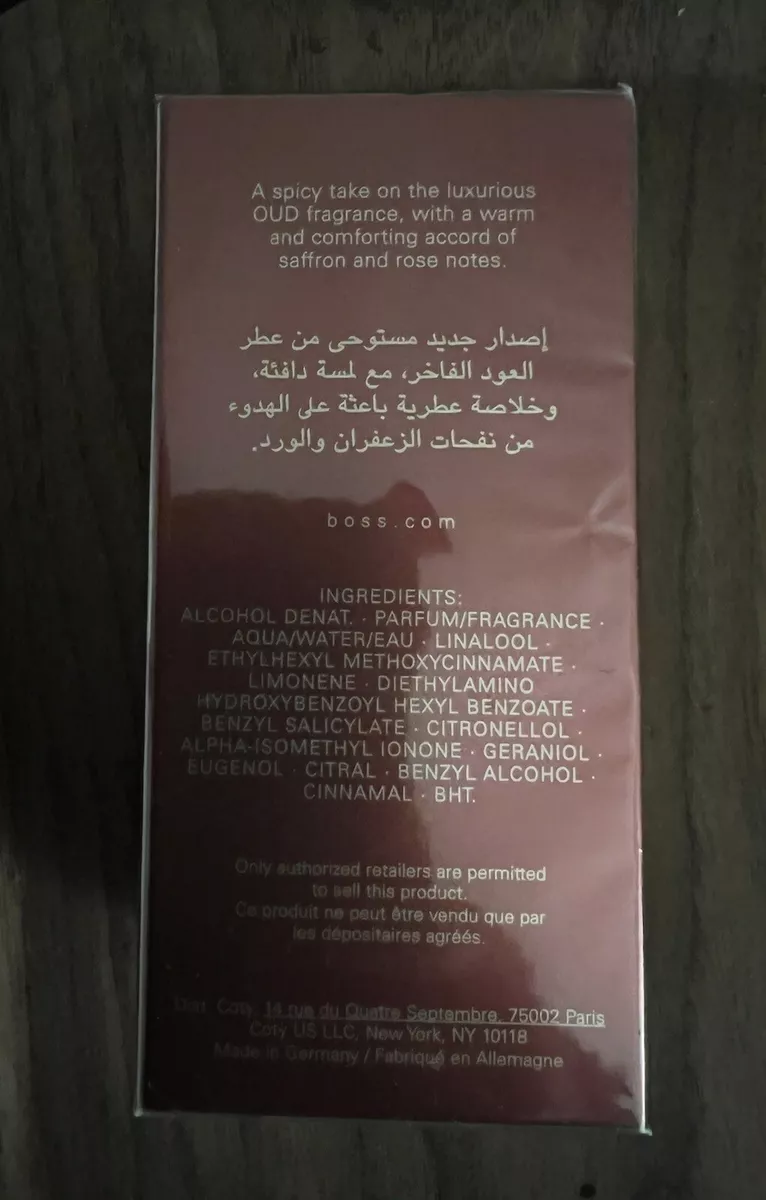 A spicy take on the luxurious
OUD fragrance, with a warm
and comforting accord of
saffron and rose notes.
إصدار جديد مستوحى من عطر
العود الفاخر، مع لمسة دافئة،
وخلاصة عطرية باعثة على الهدوء
من نفحات الزعفران والورد.
boss.com
INGREDIENTS:
ALCOHOL DENAT. · PARFUM/FRAGRANCE ·
AQUA/WATER/EAU · LINALOOL ·
ETHYLHEXYL METHOXYCINNAMATE ·
LIMONENE · DIETHYLAMINO
HYDROXYBENZOYL HEXYL BENZOATE ·
BENZYL SALICYLATE · CITRONELLOL ·
ALPHA-ISOMETHYL IONONE · GERANIOL ·
EUGENOL · CITRAL · BENZYL ALCOHOL ·
CINNAMAL · BHT.
Only authorized retailers are permitted
to sell this product.
Ce produit ne peut être vendu que par
les dépositaires agréés.
Coty, 14 rue du Quatre Septembre, 75002 Paris
Coty US LLC, New York, NY 10118
Made in Germany / Fabriqué en Allemagne